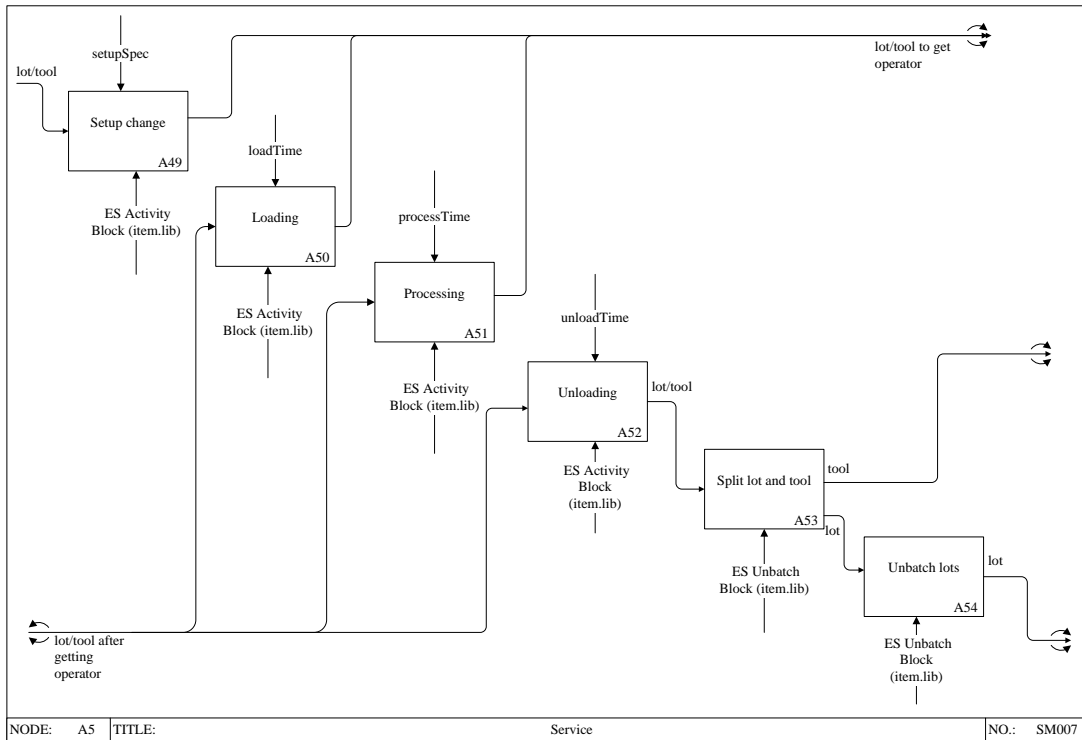 setupSpec
lot/tool
lot/tool to get
operator
Setup change
A49
loadTime
ES Activity
Block (item.lib)
Loading
A50
processTime
ES Activity
Block (item.lib)
Processing
A51
unloadTime
ES Activity
Block (item.lib)
Unloading
lot/tool
A52
ES Activity
Block
(item.lib)
Split lot and tool
tool
A53
lot
ES Unbatch
Block (item.lib)
Unbatch lots
lot
A54
ES Unbatch
Block
(item.lib)
lot/tool after
getting
operator
NODE: A5 TITLE: Service NO.: SM007